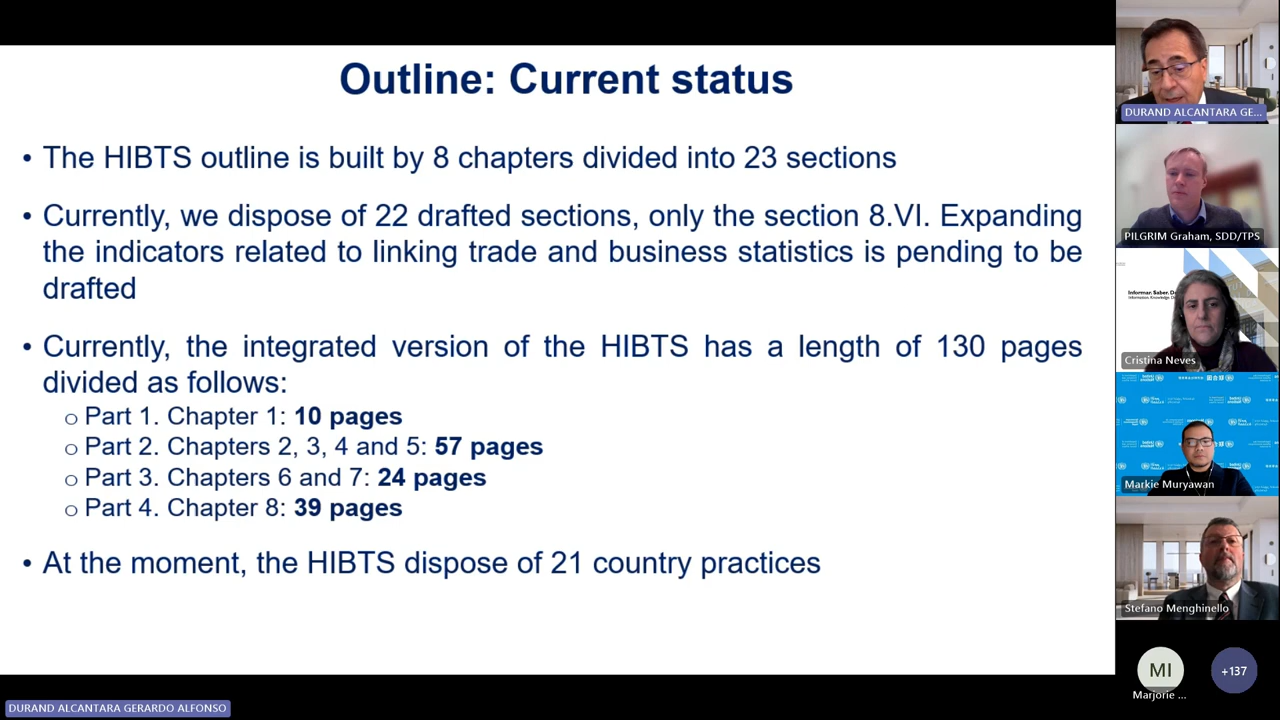 Outline: Current status
• The HIBTS outline is built by 8 chapters divided into 23 sections
• Currently, we dispose of 22 drafted sections, only the section 8.VI. Expanding
the indicators related to linking trade and business statistics is pending to be
drafted
• Currently, the integrated version of the HIBTS has a length of 130 pages
divided as follows:
o Part 1. Chapter 1: 10 pages
o Part 2. Chapters 2, 3, 4 and 5: 57 pages
o Part 3. Chapters 6 and 7: 24 pages
o Part 4. Chapter 8: 39 pages
• At the moment, the HIBTS dispose of 21 country practices
DURAND ALCANTARA GERARDO ALFONSO
DURAND ALCANTARA GE...
PILGRIM Graham, SDD/TPS
Informar. Saber.
Cristina Neves
Markie Muryawan
Stefano Menghinello
MI
Marjorie ...
+137